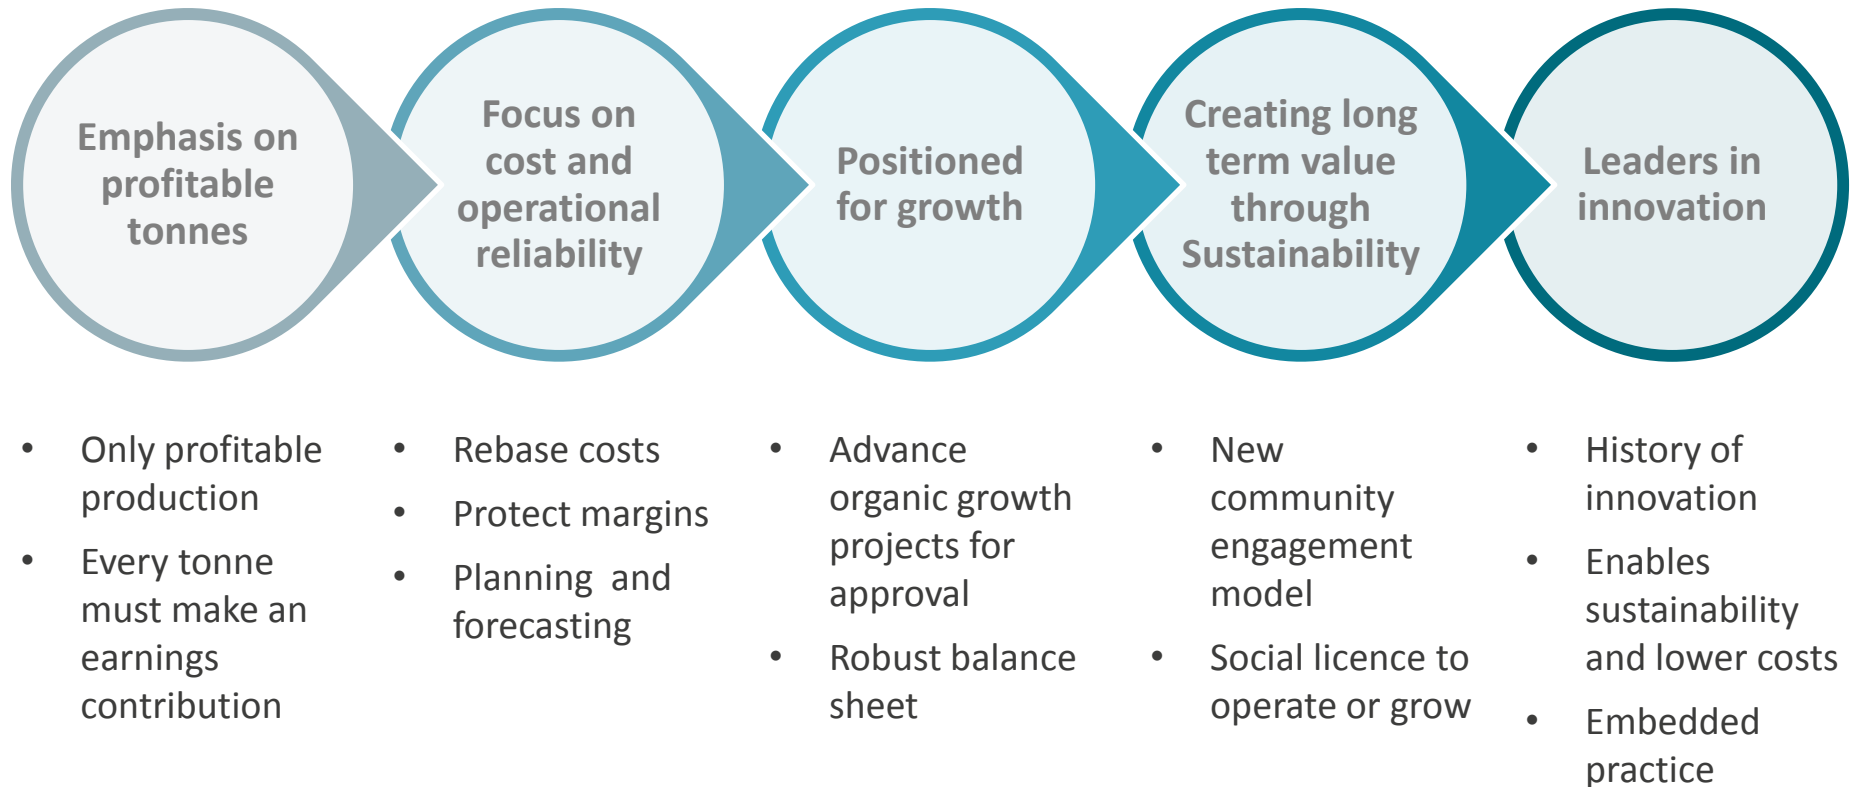 Emphasis on
profitable
tonnes
Focus on
cost and
operational
reliability
Positioned
for growth
Creating long
term value
through
Sustainability
Leaders in
innovation
• Only profitable
production
• Every tonne
must make an
earnings
contribution
• Rebase costs
• Protect margins
• Planning  and
forecasting
• Advance
organic growth
projects for
approval
• Robust balance
sheet
• New
community
engagement
model
• Social licence to
operate or grow
• History of
innovation
• Enables
sustainability
and lower costs
• Embedded
practice